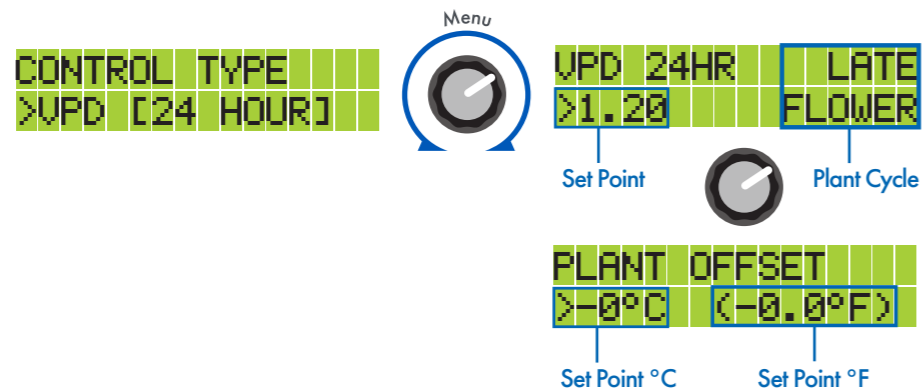 Menu
CONTROL TYPE
>VPD [24 HOUR]
VPD 24HR LATE
>1.20 FLOWER
Set Point Plant Cycle
PLANT OFFSET
>-0°C (-0.0°F)
Set Point °C Set Point °F